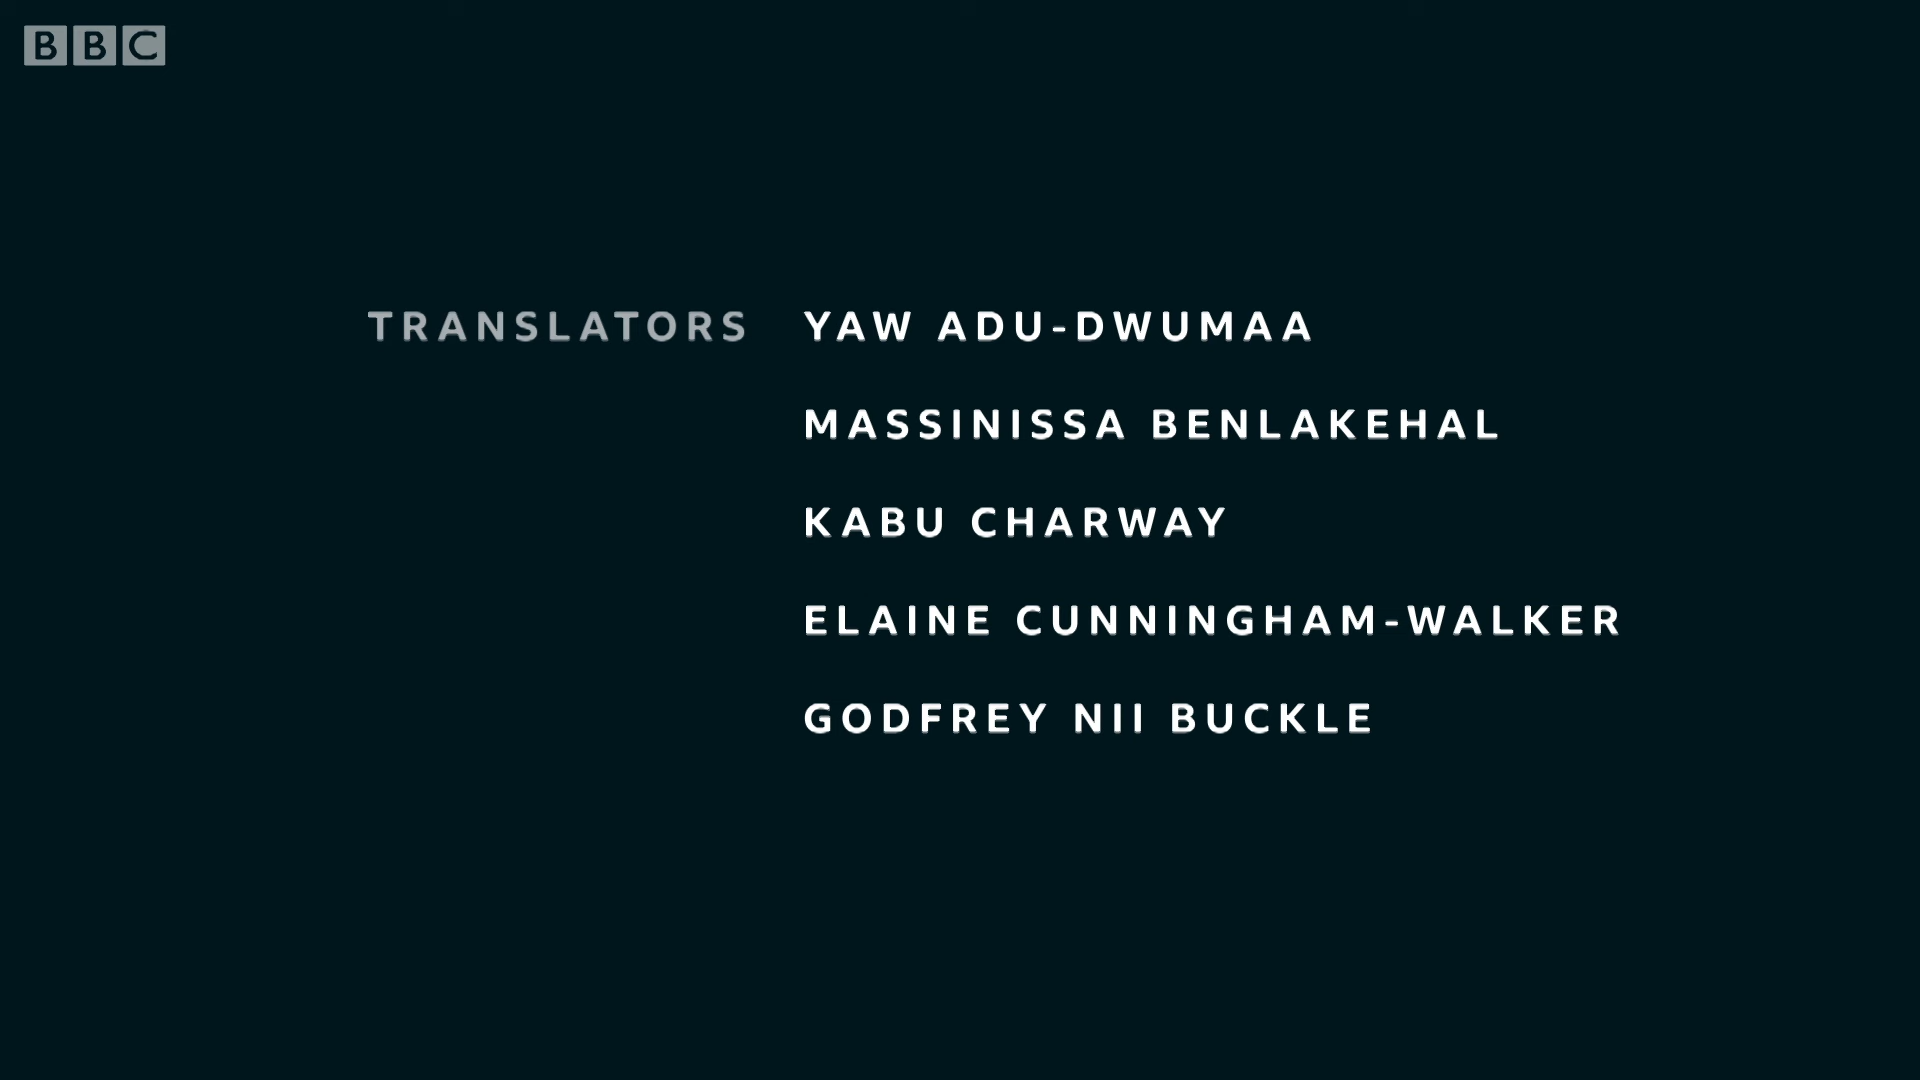 BBC
TRANSLATORS YAW ADU-DWUMAA
MASSINISSA BENLAKEHAL
KABU CHARWAY
ELAINE CUNNINGHAM-WALKER
GODFREY NII BUCKLE